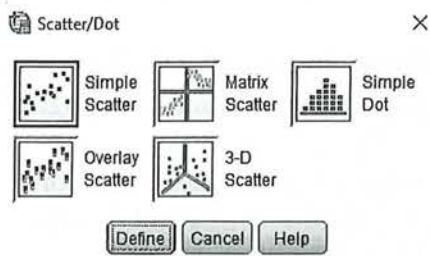 Scatter/Dot
Simple Scatter
Matrix Scatter
Simple Dot
Overlay Scatter
3-D Scatter
Define Cancel Help